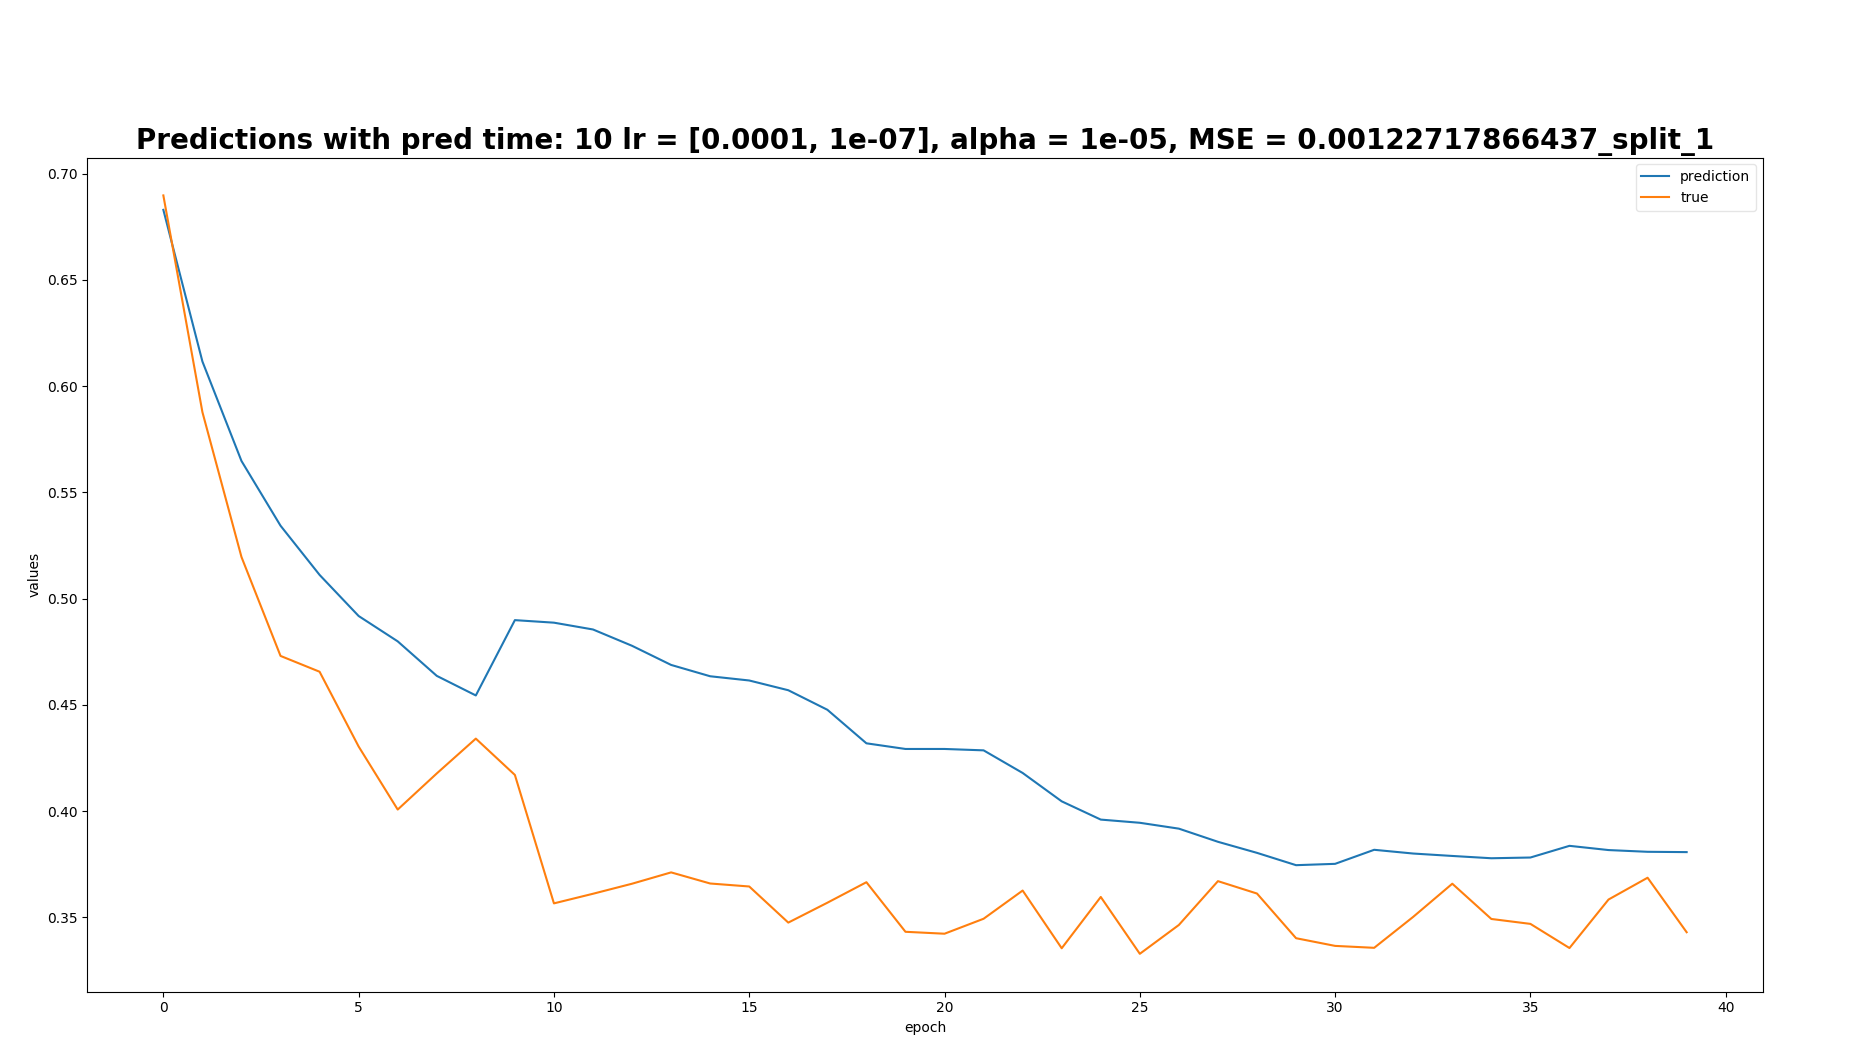 Predictions with pred time: 10 lr = [0.0001, 1e-07], alpha = 1e-05, MSE = 0.00122717866437_split_1
prediction
true
0.70
0.65
0.60
0.55
0.50
0.45
0.40
0.35
values
0 5 10 15 20 25 30 35 40
epoch